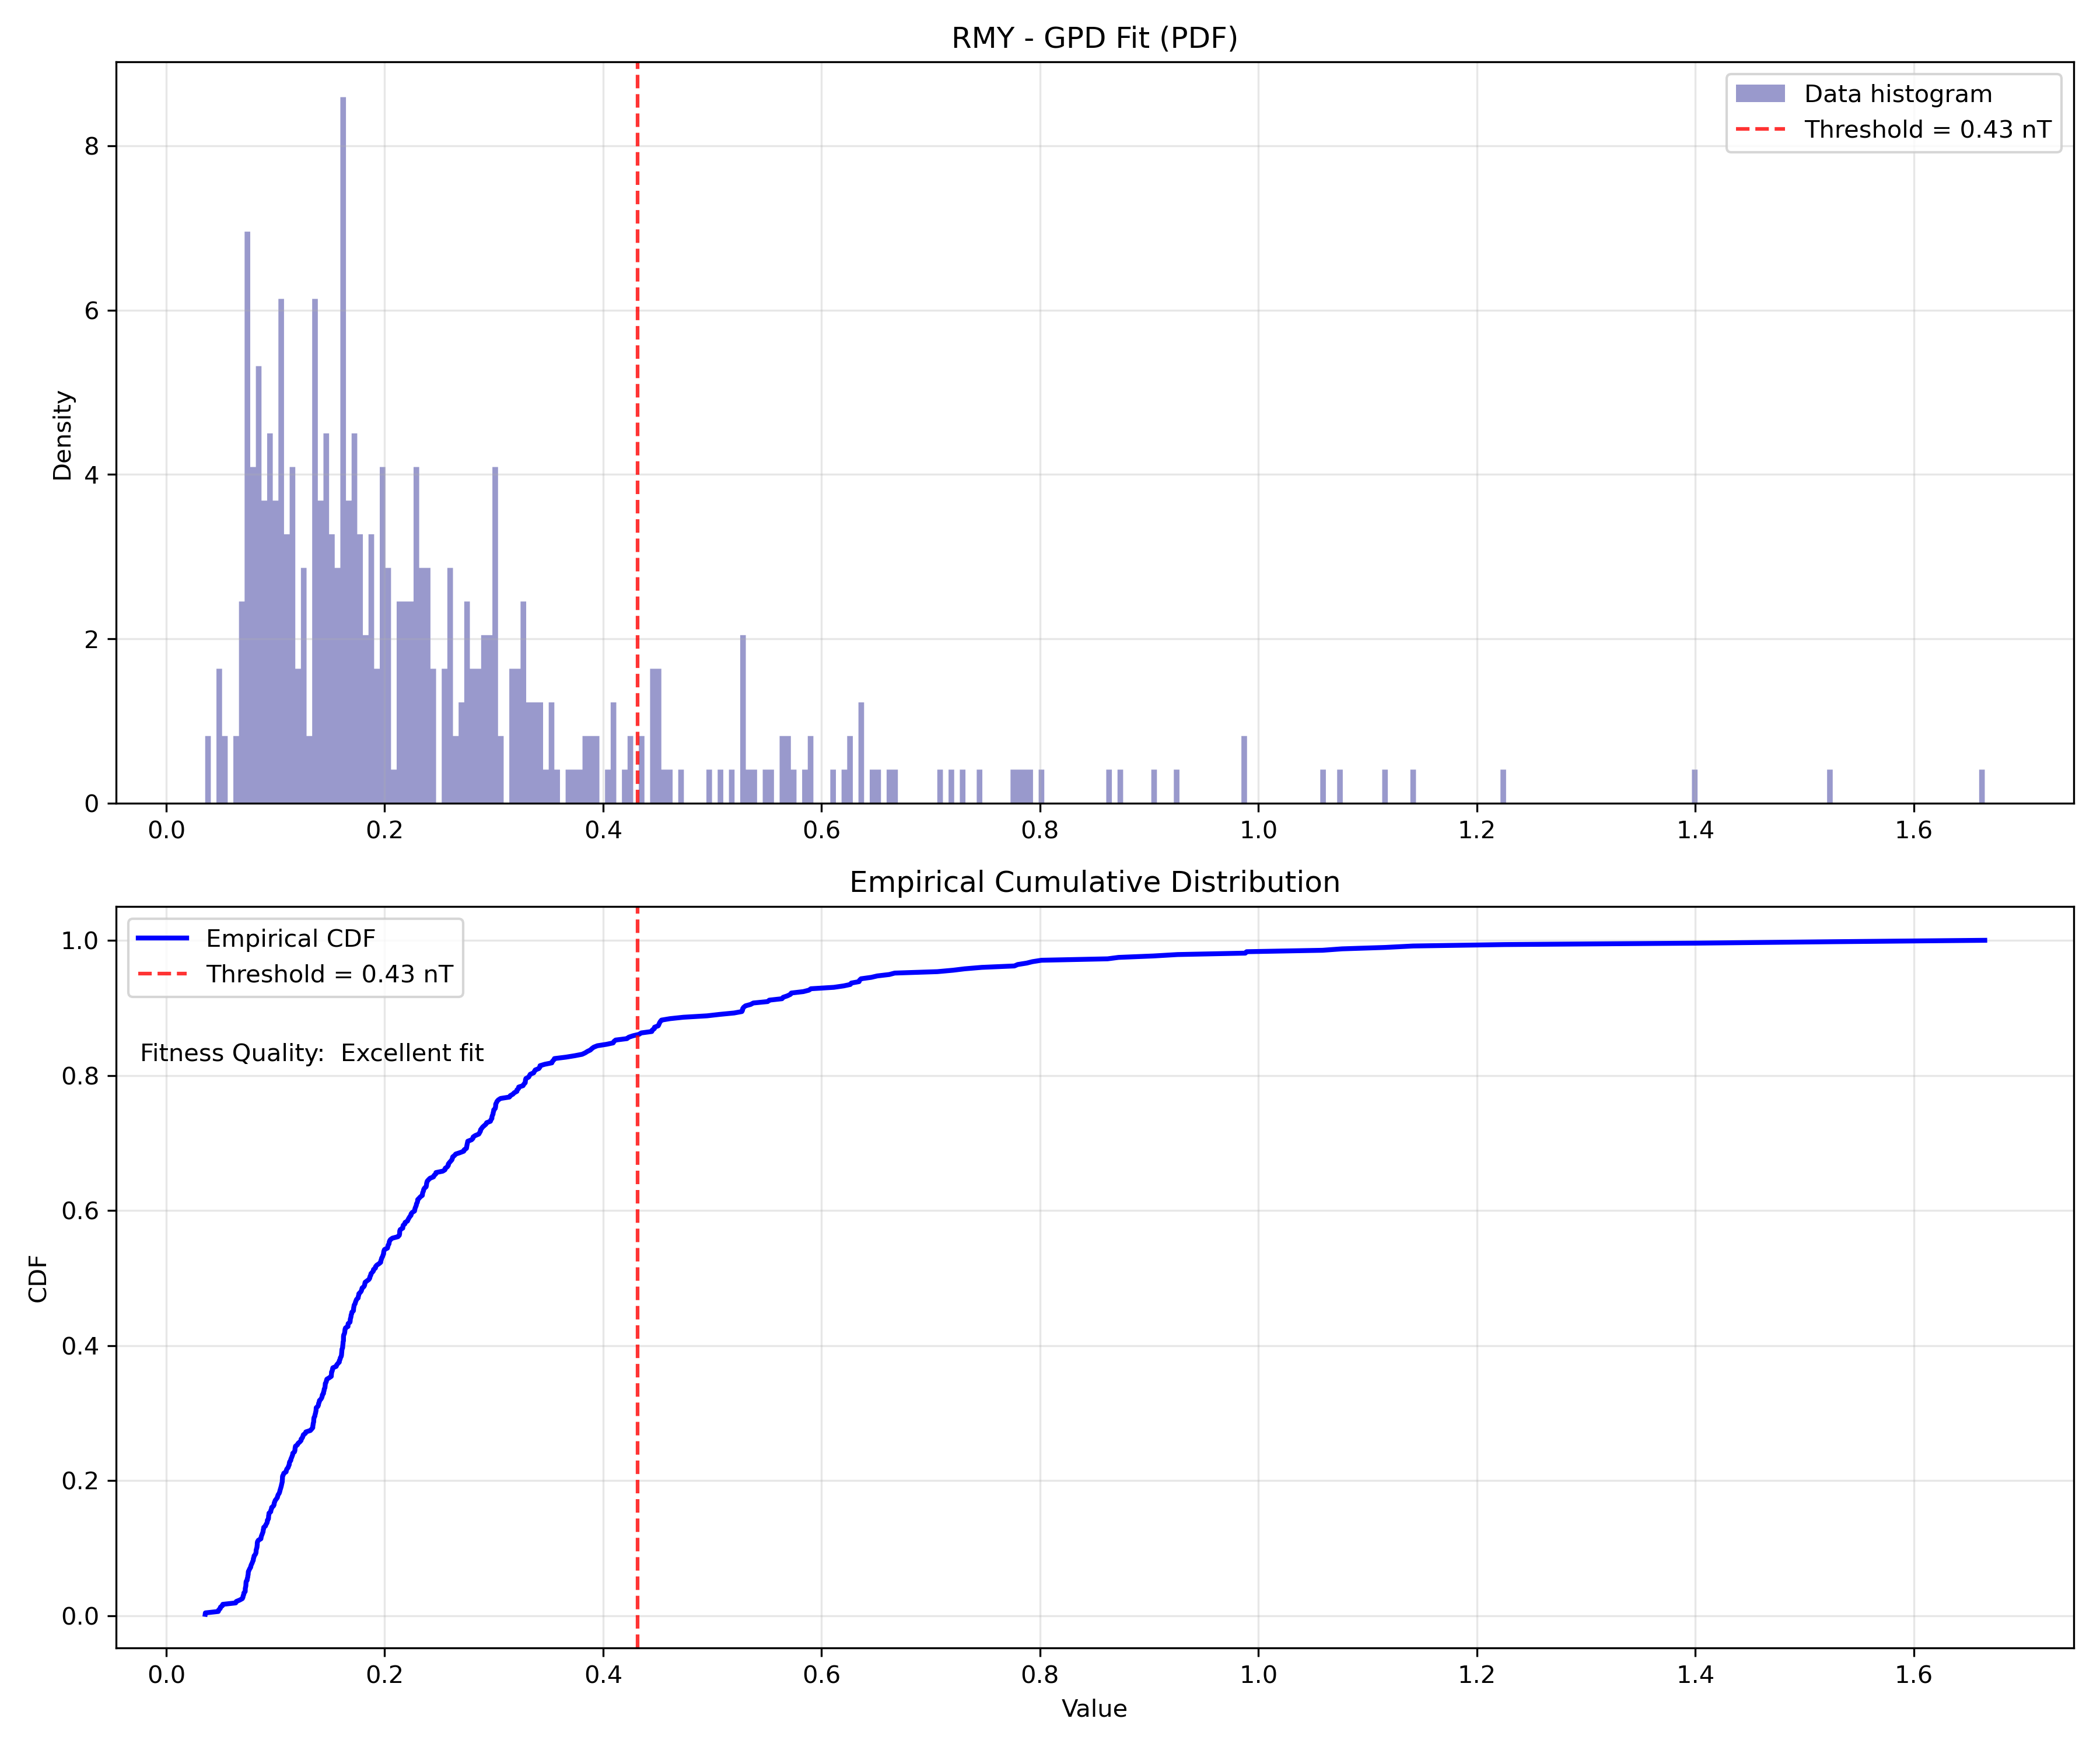 RMY - GPD Fit (PDF)
Data histogram
Threshold = 0.43 nT
Density
8
6
4
2
0
0.0 0.2 0.4 0.6 0.8 1.0 1.2 1.4 1.6
Empirical Cumulative Distribution
Empirical CDF
Threshold = 0.43 nT
Fitness Quality:  Excellent fit
CDF
1.0
0.8
0.6
0.4
0.2
0.0
0.0 0.2 0.4 0.6 0.8 1.0 1.2 1.4 1.6
Value